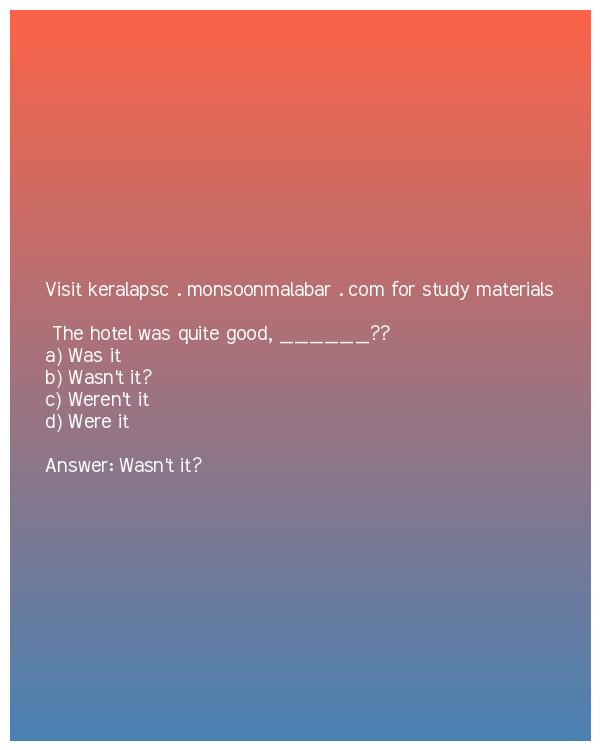 Visit keralapsc . monsoonmalabar . com for study materials
The hotel was quite good, ______??
a) Was it
b) Wasn't it?
c) Weren't it
d) Were it
Answer: Wasn't it?